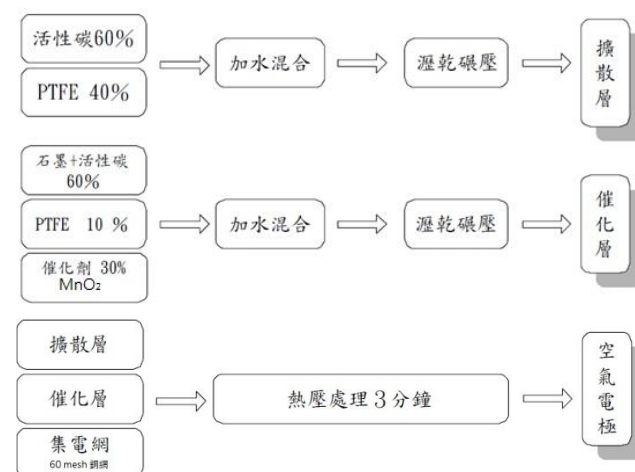 活性碳60%
PTFE 40%
加水混合
瀝乾碾壓
擴散層
石墨+活性碳
60%
PTFE 10 %
催化劑 30%
MnO₂
加水混合
瀝乾碾壓
催化層
擴散層
催化層
集電網
60 mesh 銅網
熱壓處理3分鐘
空氣電極